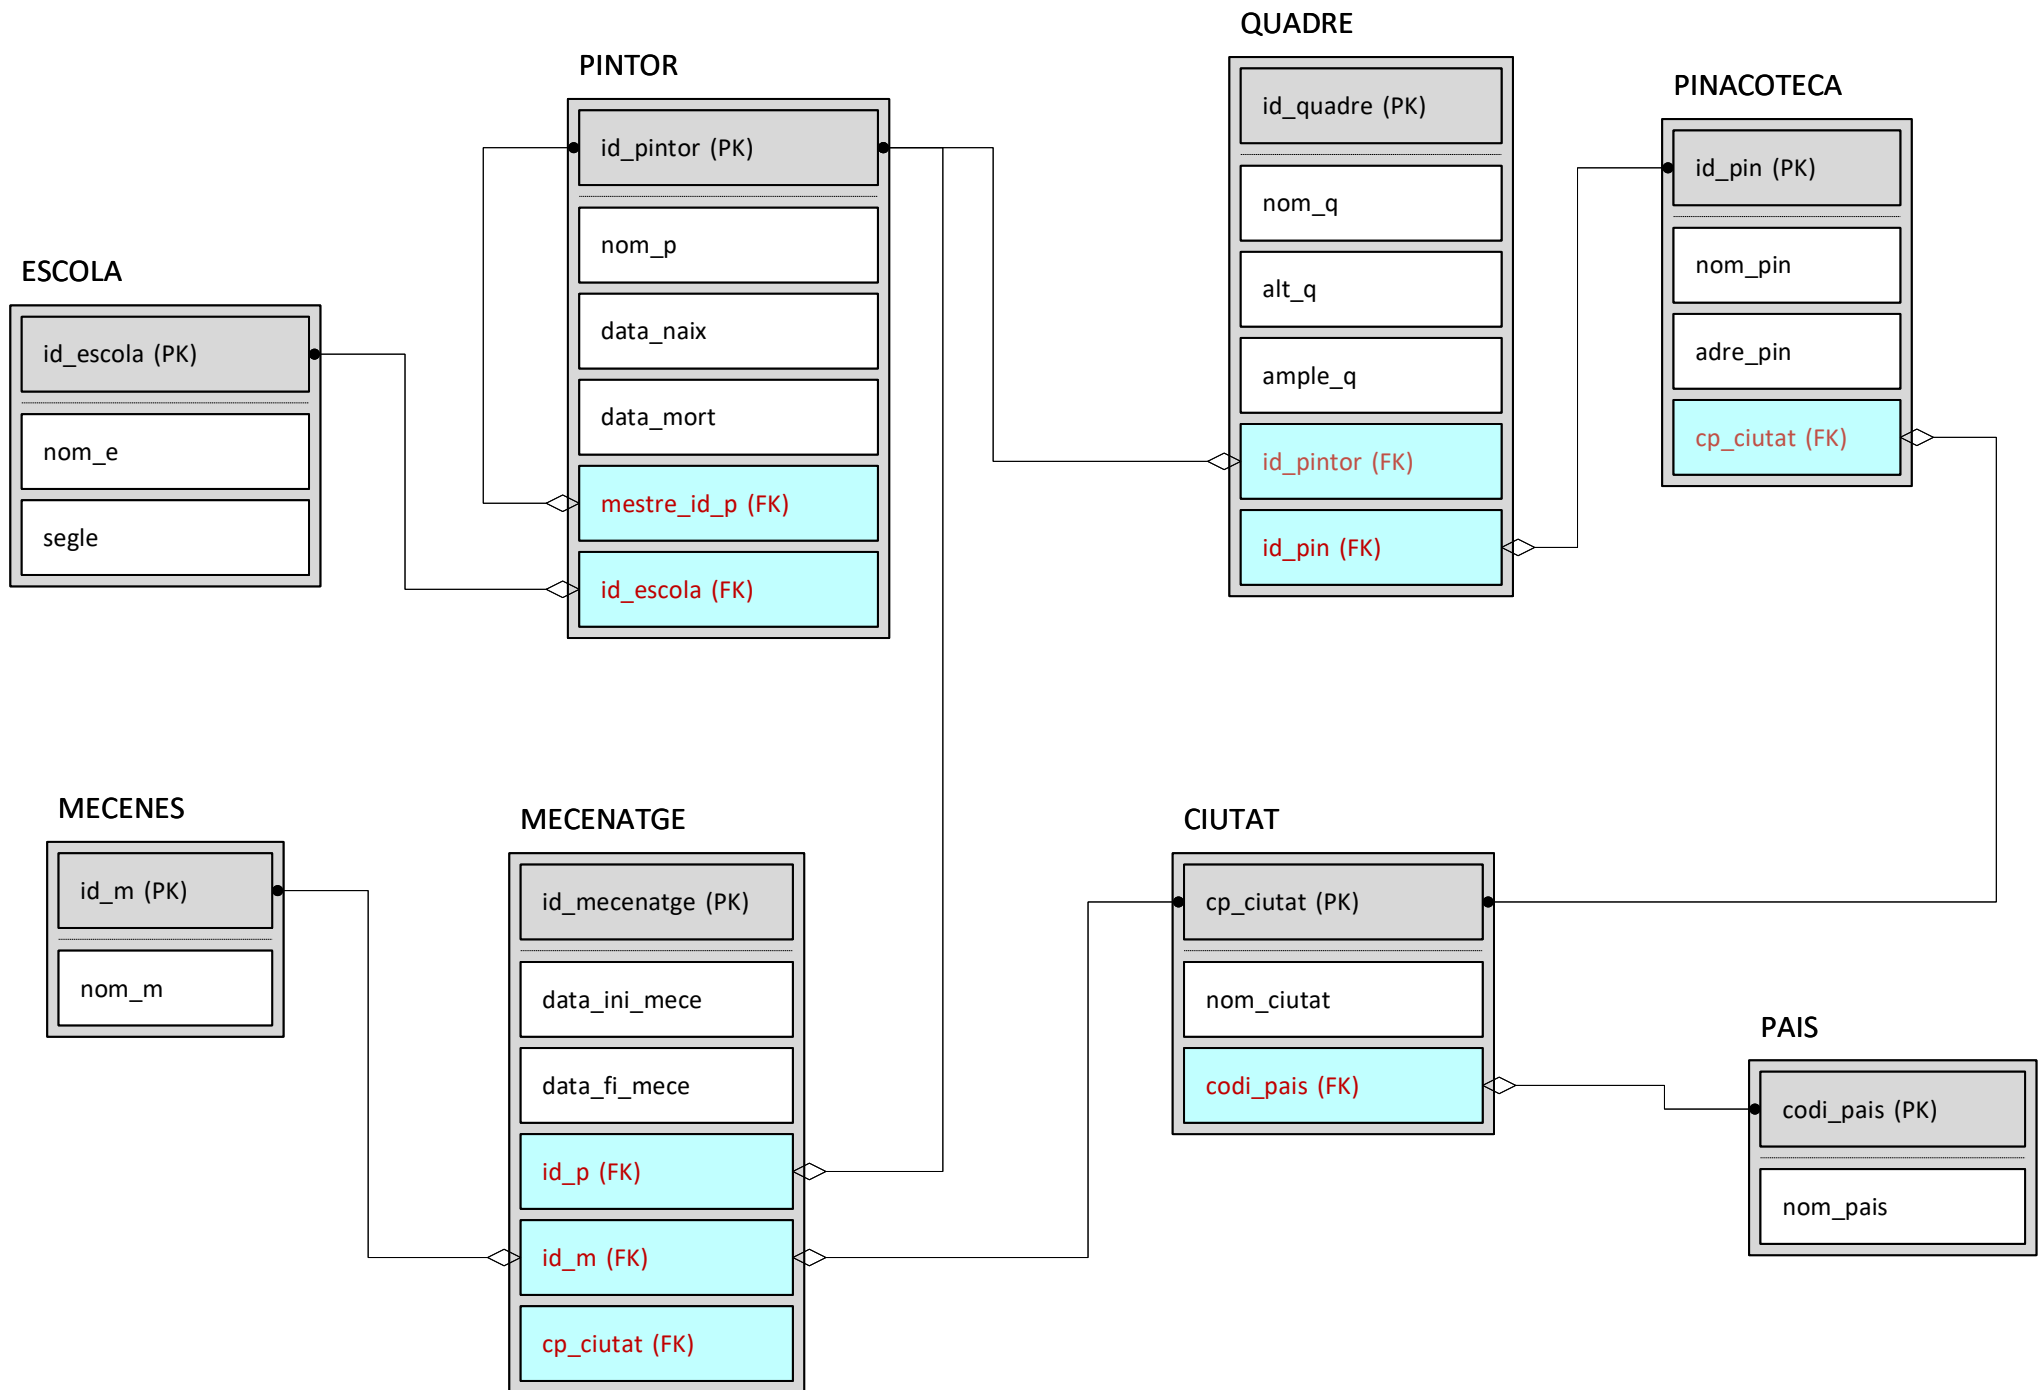 ESCOLA
id_escola (PK)
nom_e
segle
PINTOR
id_pintor (PK)
nom_p
data_naix
data_mort
mestre_id_p (FK)
id_escola (FK)
QUADRE
id_quadre (PK)
nom_q
alt_q
ample_q
id_pintor (FK)
id_pin (FK)
PINACOTECA
id_pin (PK)
nom_pin
adre_pin
cp_ciutat (FK)
MECENES
id_m (PK)
nom_m
MECENATGE
id_mecenatge (PK)
data_ini_mece
data_fi_mece
id_p (FK)
id_m (FK)
cp_ciutat (FK)
CIUTAT
cp_ciutat (PK)
nom_ciutat
codi_pais (FK)
PAIS
codi_pais (PK)
nom_pais